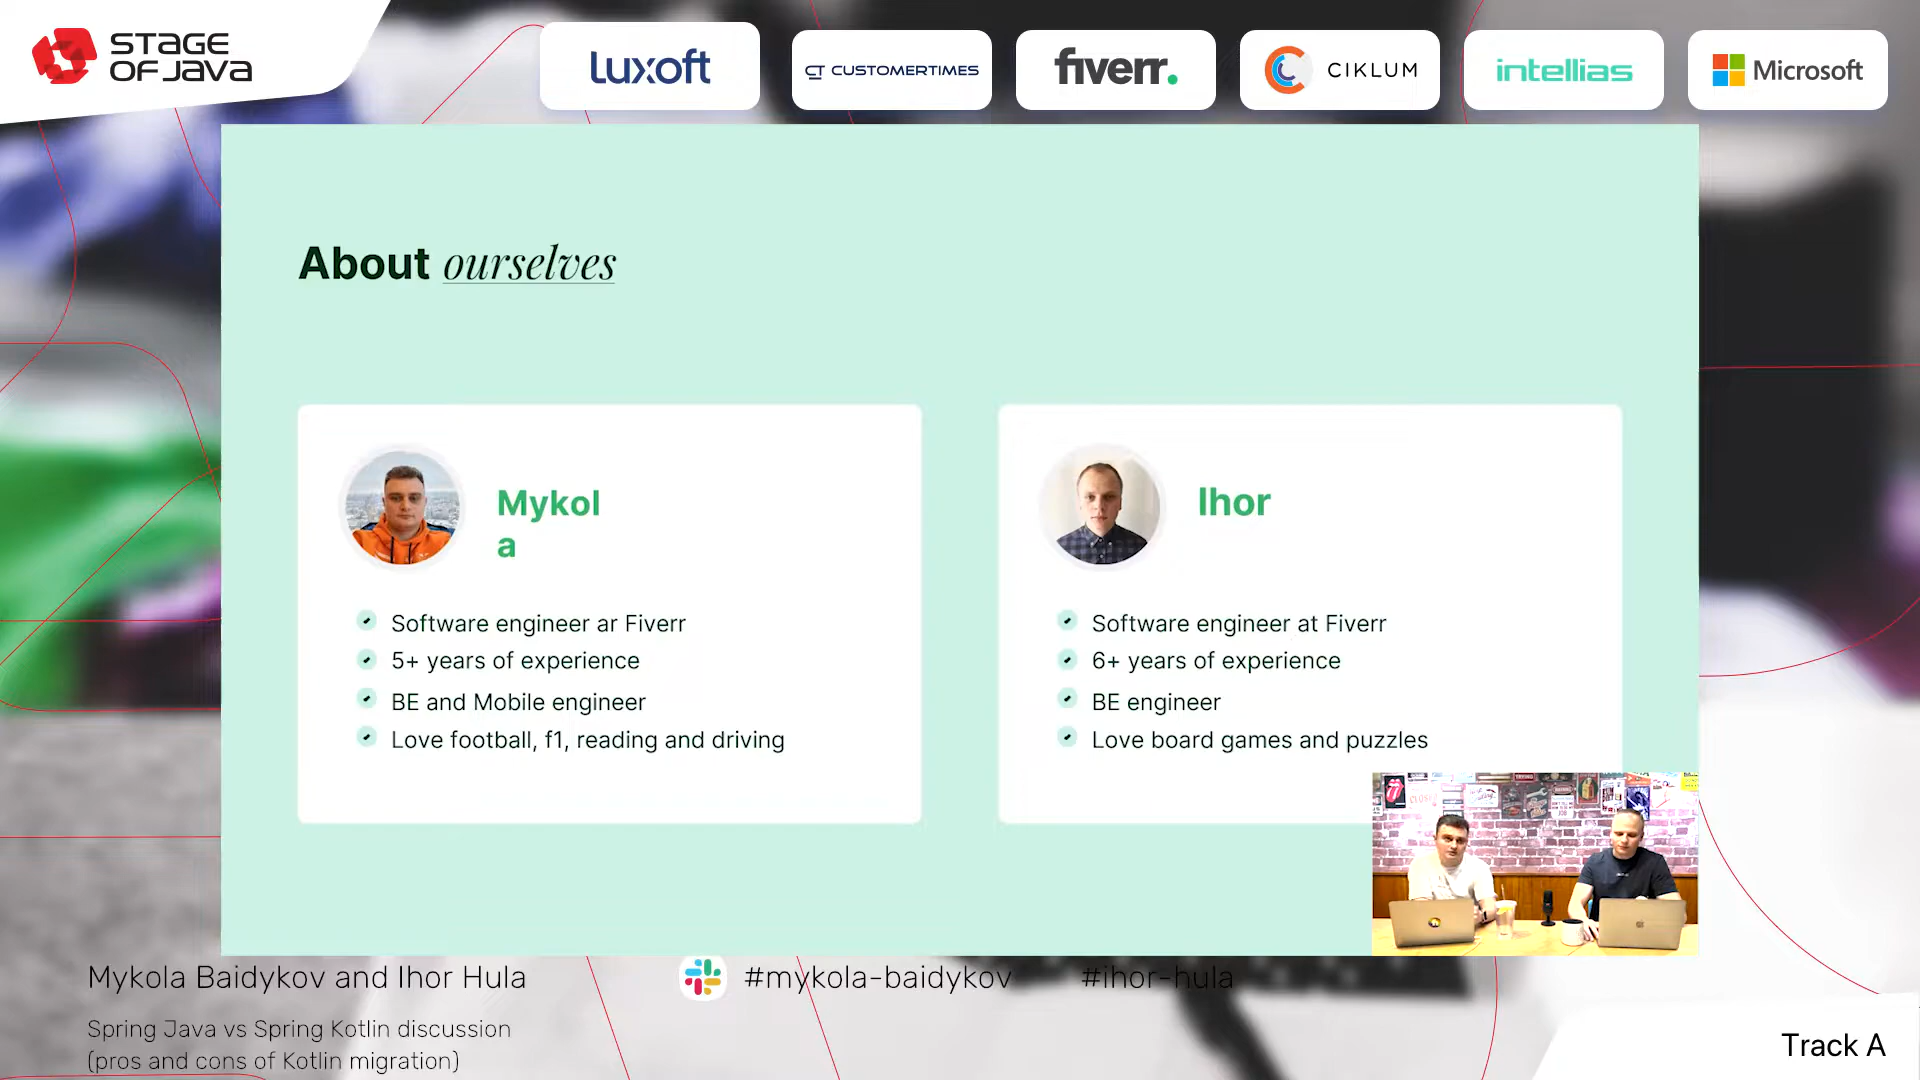 STAGE
OF JAVA
luxoft
CT CUSTOMERTIMES
fiverr.
CIKLUM
intellias
Microsoft
About ourselves
Mykol
a
Software engineer ar Fiverr
5+ years of experience
BE and Mobile engineer
Love football, f1, reading and driving
Ihor
Software engineer at Fiverr
6+ years of experience
BE engineer
Love board games and puzzles
Mykola Baidykov and Ihor Hula
#mykola-baidykov
#ihor-hula
Spring Java vs Spring Kotlin discussion
(pros and cons of Kotlin migration)
Track A